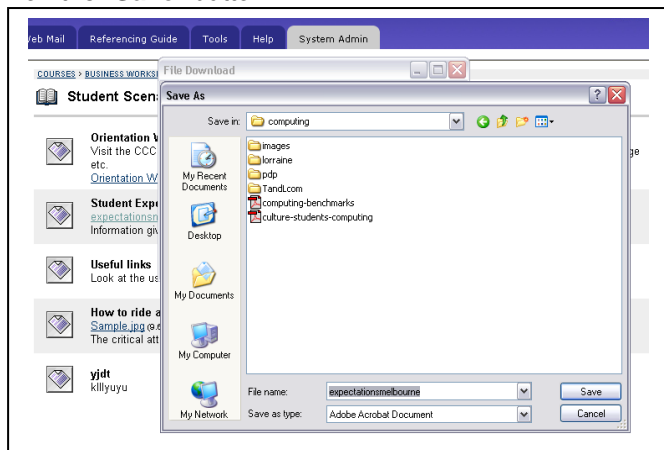 Web Mail Referencing Guide Tools Help System Admin
COURSES > BUSINESS WORKS
File Download
Student Scen
Save As
Save in: computing
Orientation
Visit the CCC
etc.
Orientation W
Student Expe
expectationsn
Information giv
Useful links
Look at the us
How to ride a
Sample.jpg
The critical att
yjdt
klllyuyu
My Recent
Documents
Desktop
My Documents
My Computer
My Network
images
lorraine
pdp
TandLcom
computing-benchmarks
culture-students-computing
File name: expectationsmelbourne Save
Save as type: Adobe Acrobat Document Cancel